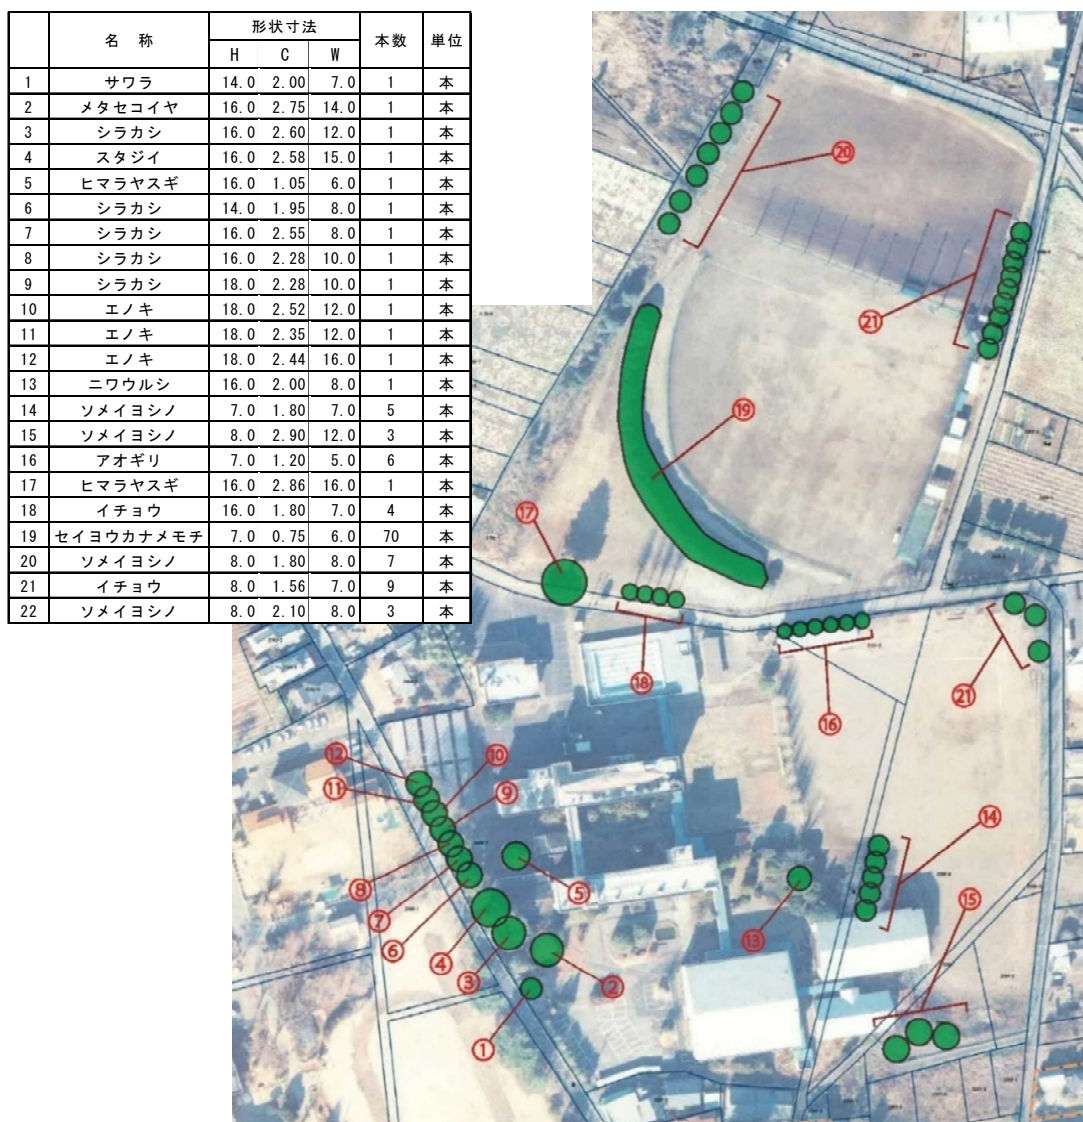 名 称 形状寸法 本数 単位
H C W
1 サワラ 14.0 2.00 7.0 1 本
2 メタセコイヤ 16.0 2.75 14.0 1 本
3 シラカシ 16.0 2.60 12.0 1 本
4 スタジイ 16.0 2.58 15.0 1 本
5 ヒマラヤスギ 16.0 1.05 6.0 1 本
6 シラカシ 14.0 1.95 8.0 1 本
7 シラカシ 16.0 2.55 8.0 1 本
8 シラカシ 16.0 2.28 10.0 1 本
9 シラカシ 18.0 2.28 10.0 1 本
10 エノキ 18.0 2.52 12.0 1 本
11 エノキ 18.0 2.35 12.0 1 本
12 エノキ 18.0 2.44 16.0 1 本
13 ニワウルシ 16.0 2.00 8.0 1 本
14 ソメイヨシノ 7.0 1.80 7.0 5 本
15 ソメイヨシノ 8.0 2.90 12.0 3 本
16 アオギリ 7.0 1.20 5.0 6 本
17 ヒマラヤスギ 16.0 2.86 16.0 1 本
18 イチョウ 16.0 1.80 7.0 4 本
19 セイヨウカナメモチ 7.0 0.75 6.0 70 本
20 ソメイヨシノ 8.0 1.80 8.0 7 本
21 イチョウ 8.0 1.56 7.0 9 本
22 ソメイヨシノ 8.0 2.10 8.0 3 本
⑳
㉑
⑲
⑰
⑱
⑯
㉑
⑫
⑩
⑪
⑨
⑭
⑧
⑤
⑦
⑮
⑥
⑬
④
③
②
①